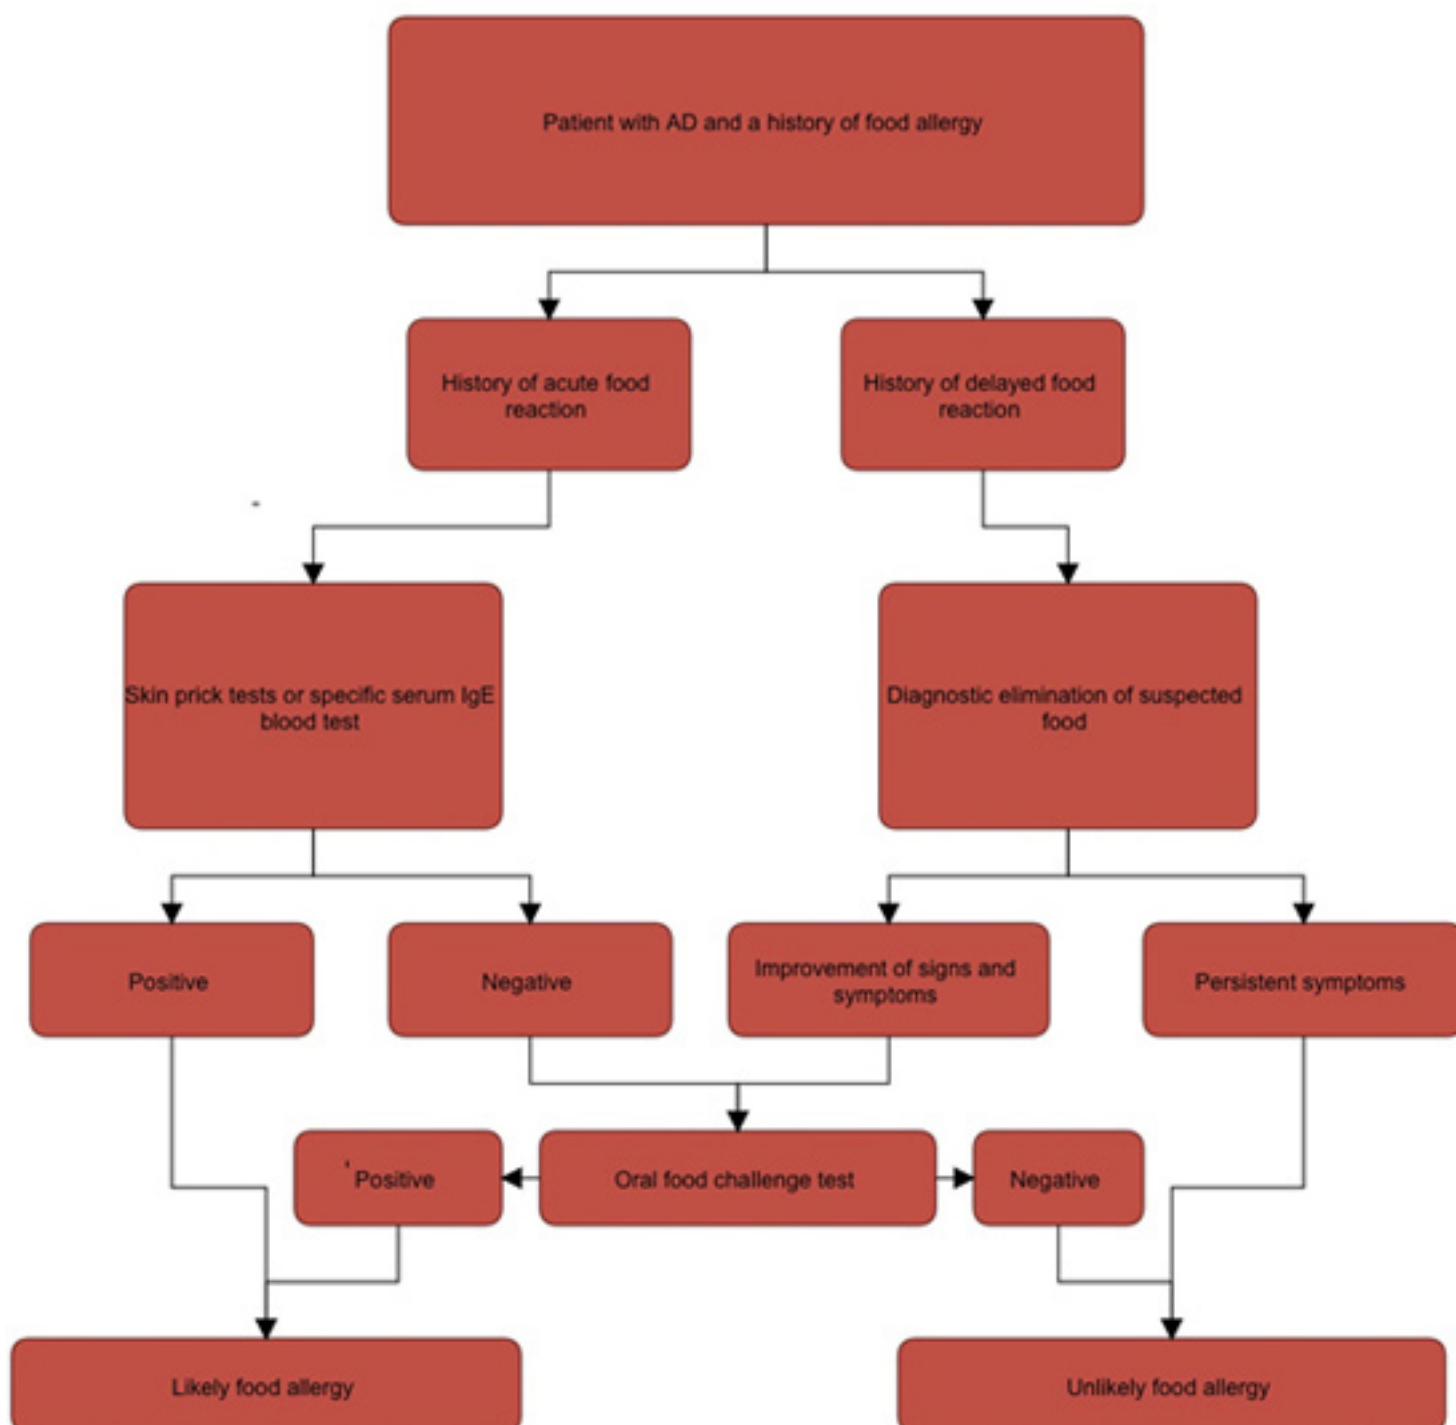 Patient with AD and a history of food allergy
History of acute food
reaction
History of delayed food
reaction
Skin prick tests or specific serum IgE
blood test
Diagnostic elimination of suspected
food
Positive
Negative
Improvement of signs and
symptoms
Persistent symptoms
Positive
Oral food challenge test
Negative
Likely food allergy
Unlikely food allergy